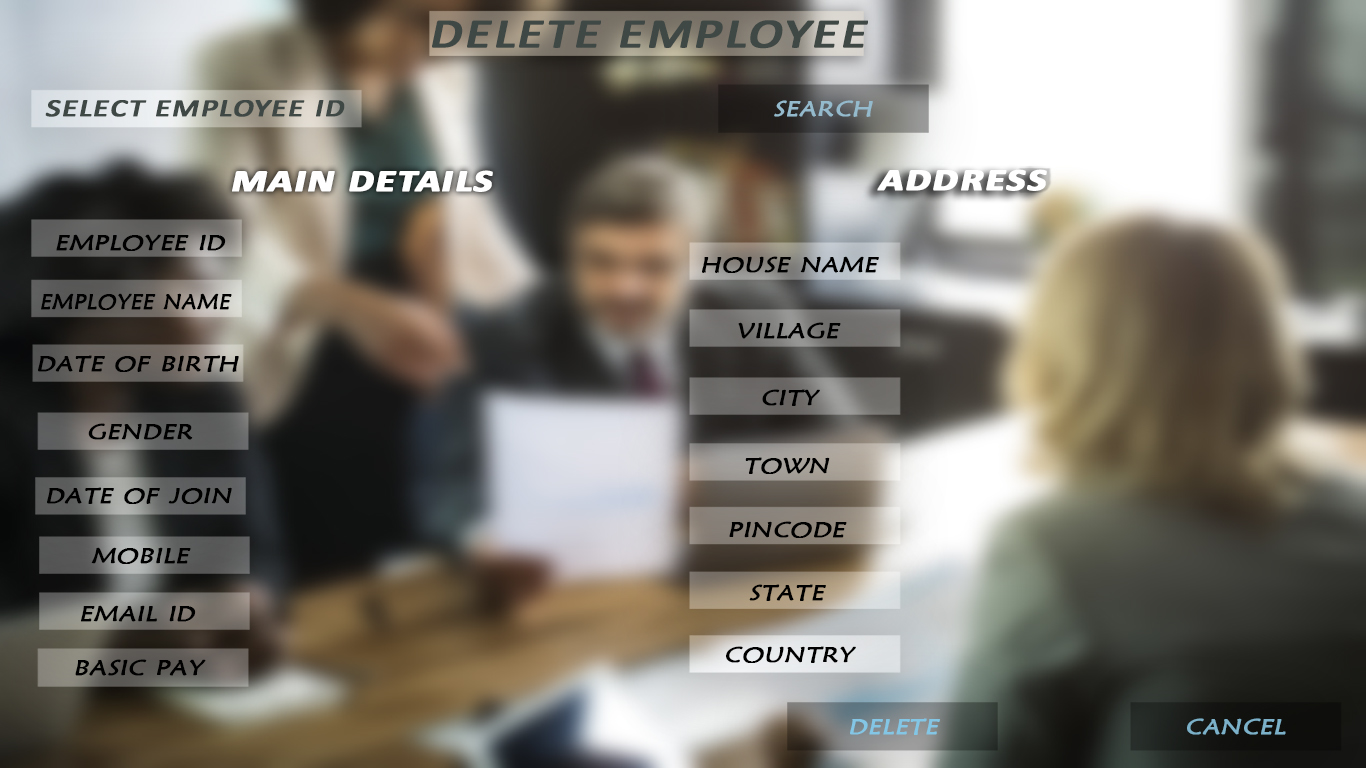 DELETE EMPLOYEE
SELECT EMPLOYEE ID
SEARCH
MAIN DETAILS
EMPLOYEE ID
EMPLOYEE NAME
DATE OF BIRTH
GENDER
DATE OF JOIN
MOBILE
EMAIL ID
BASIC PAY
ADDRESS
HOUSE NAME
VILLAGE
CITY
TOWN
PINCODE
STATE
COUNTRY
DELETE
CANCEL